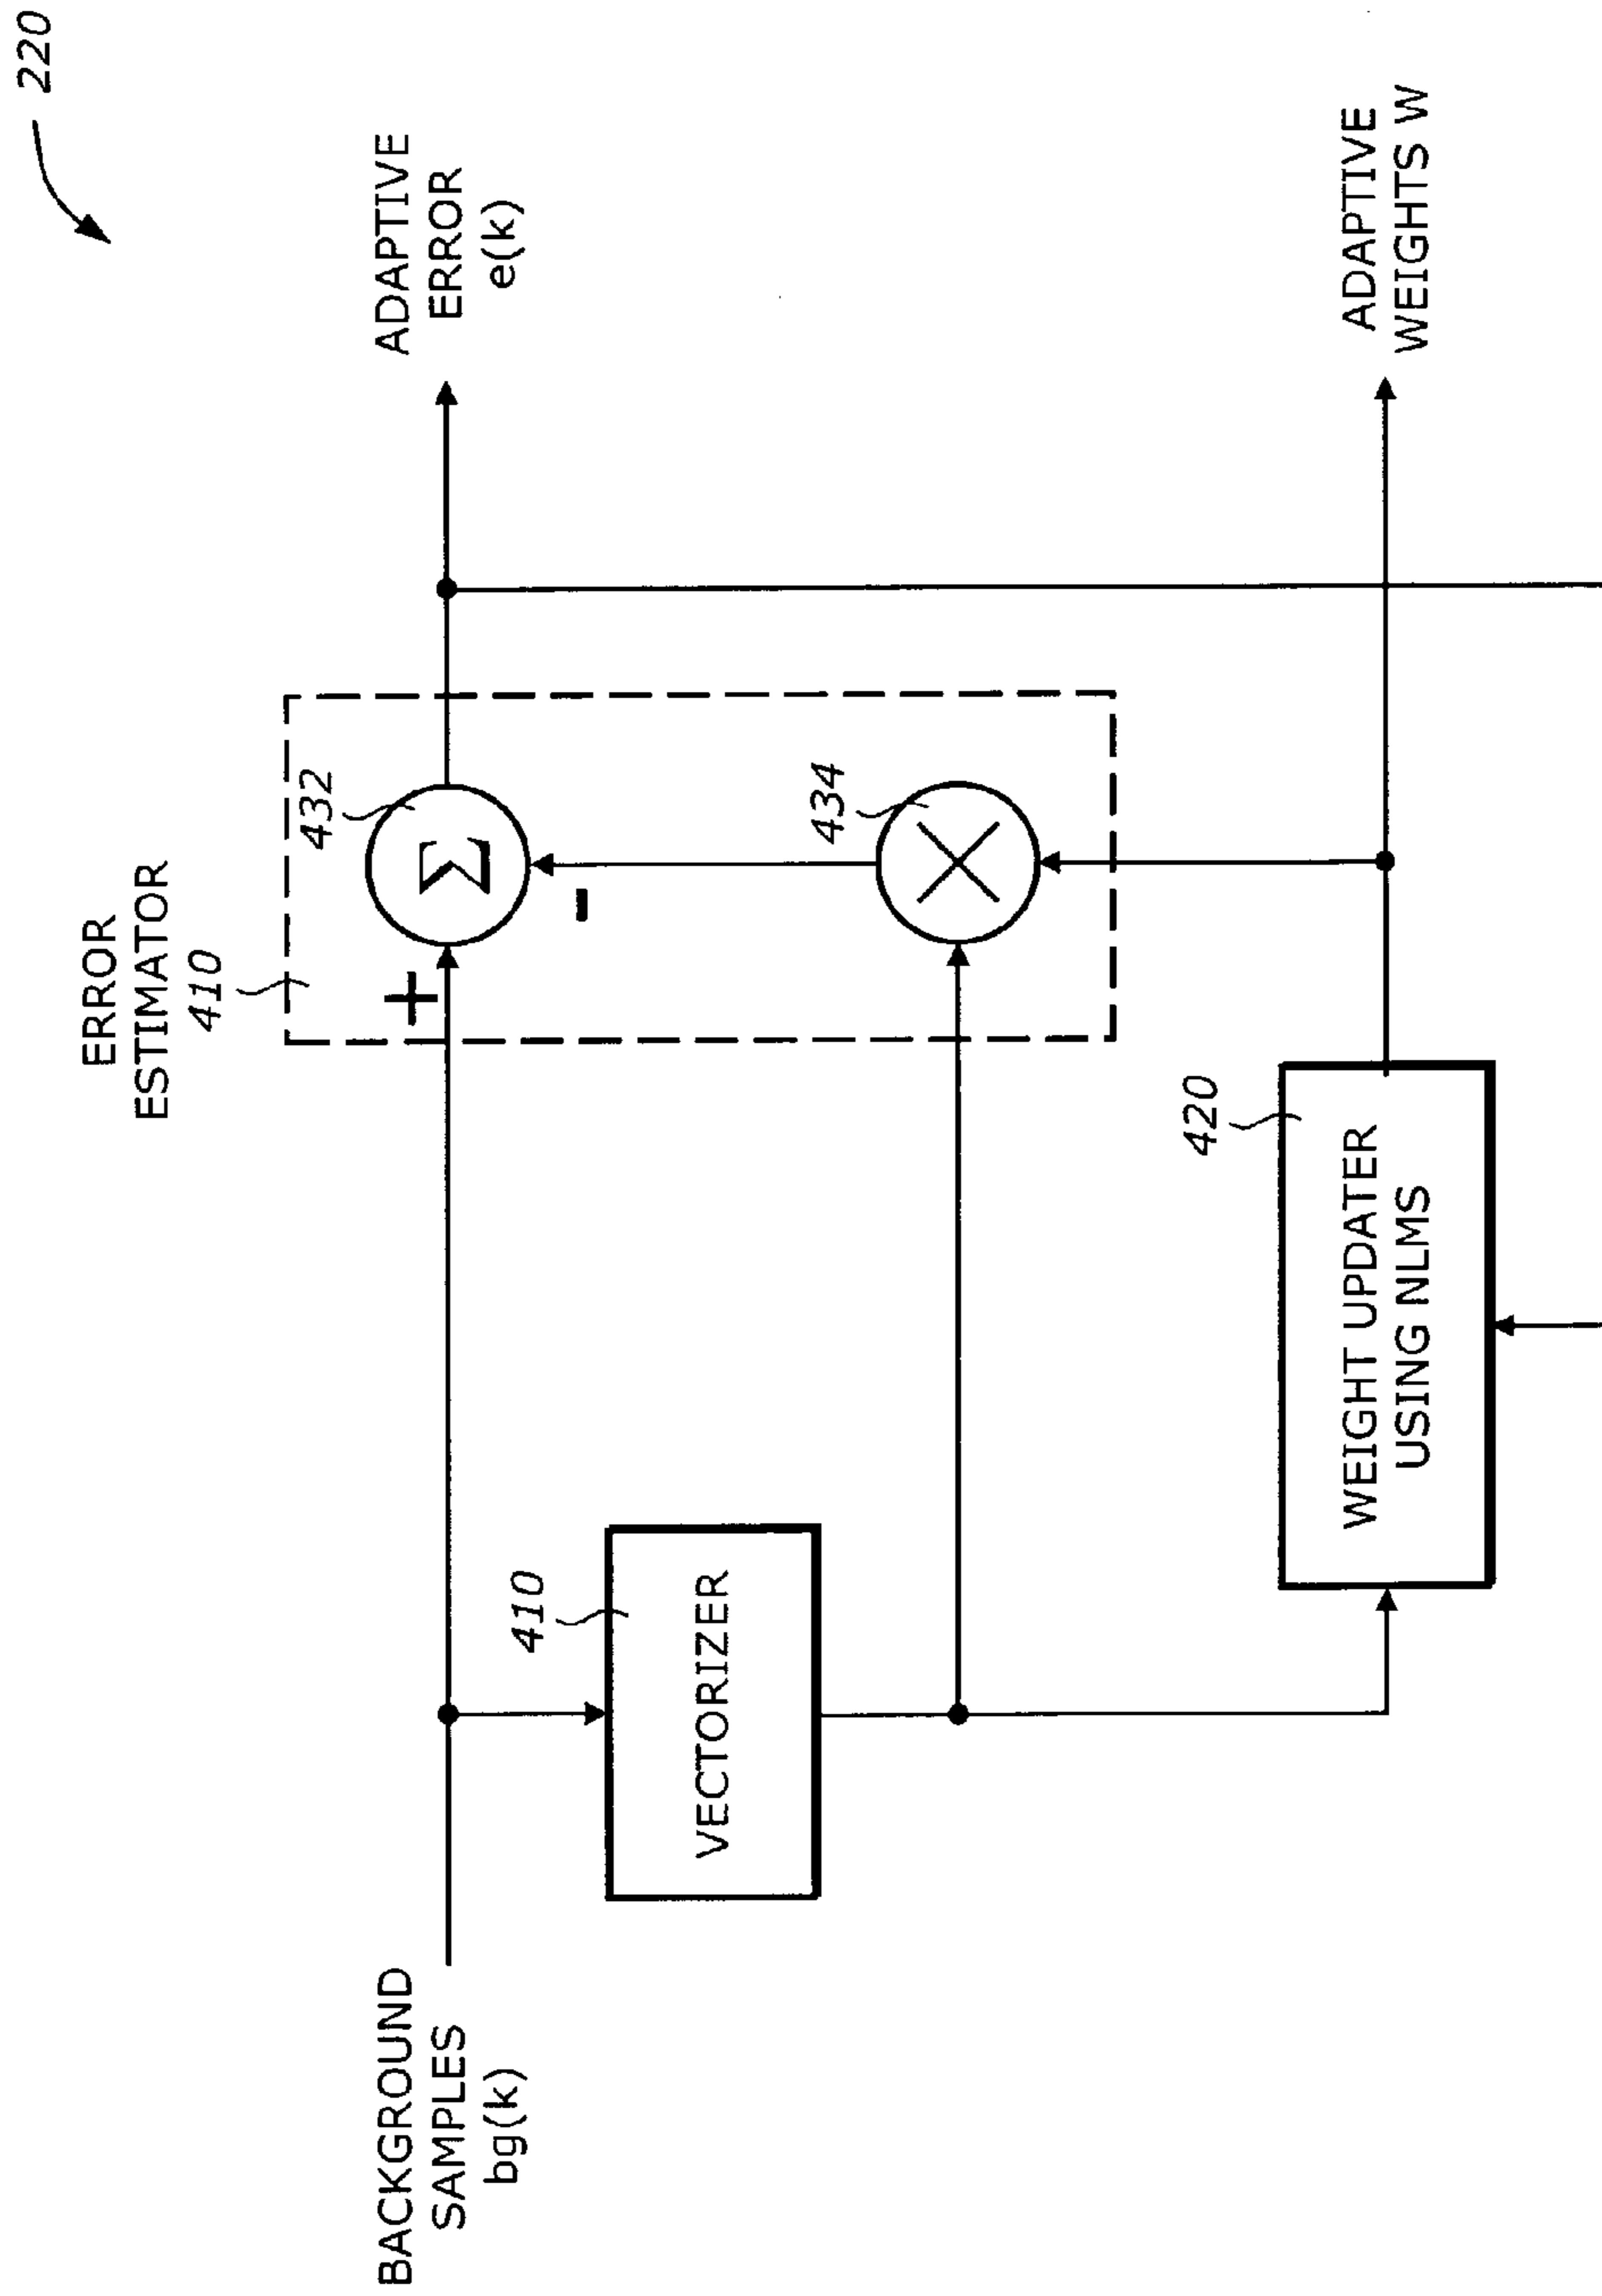 220
ERROR
ESTIMATOR
410
BACKGROUND
SAMPLES
bg(k)
+
432
Σ
-
ADAPTIVE
ERROR
e(k)
410
VECTORIZER
434
420
WEIGHT UPDATER
USING NLMS
ADAPTIVE
WEIGHTS W